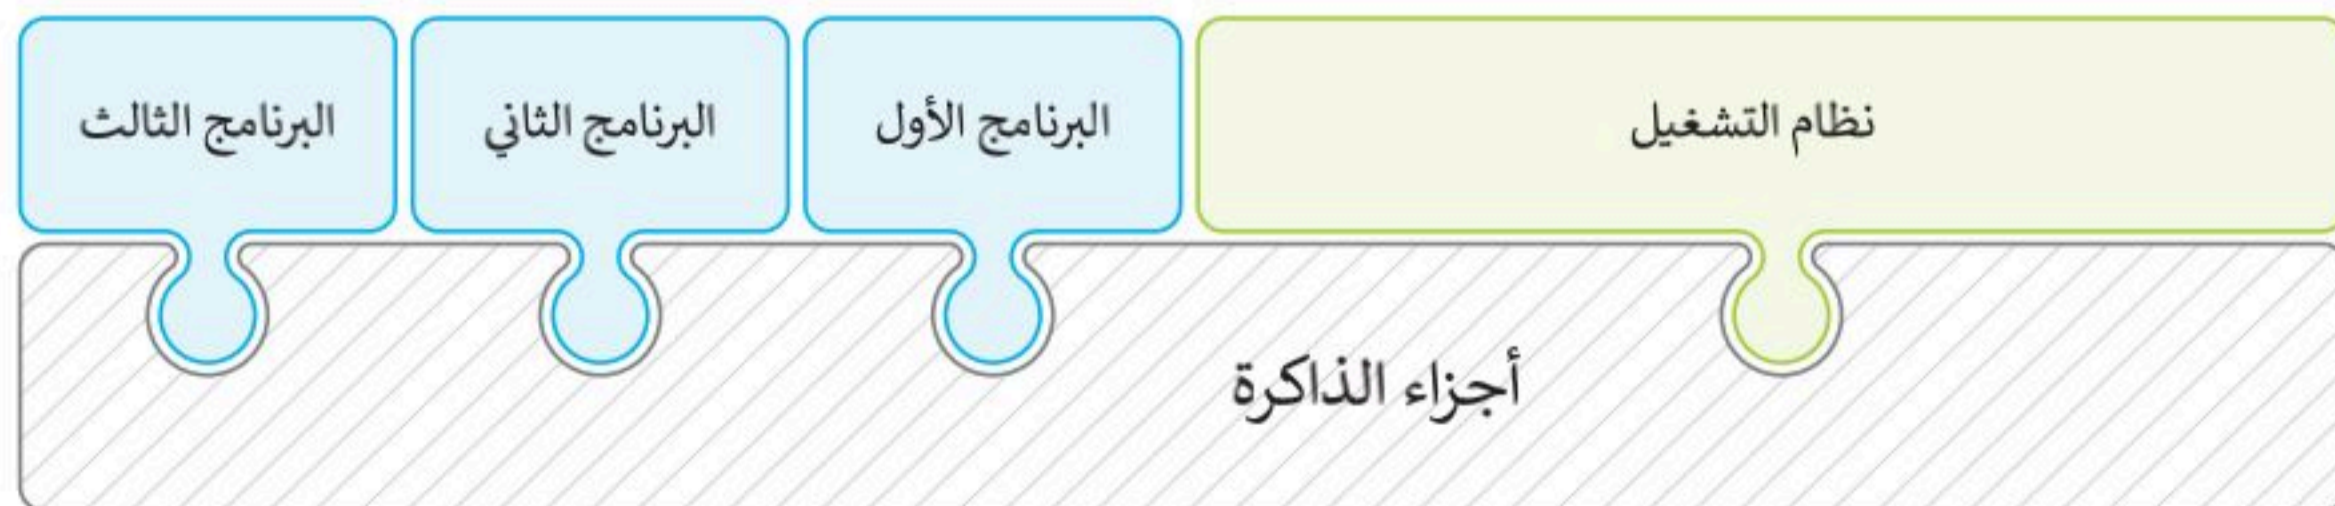 نظام التشغيل
البرنامج الأول
البرنامج الثاني
البرنامج الثالث
أجزاء الذاكرة